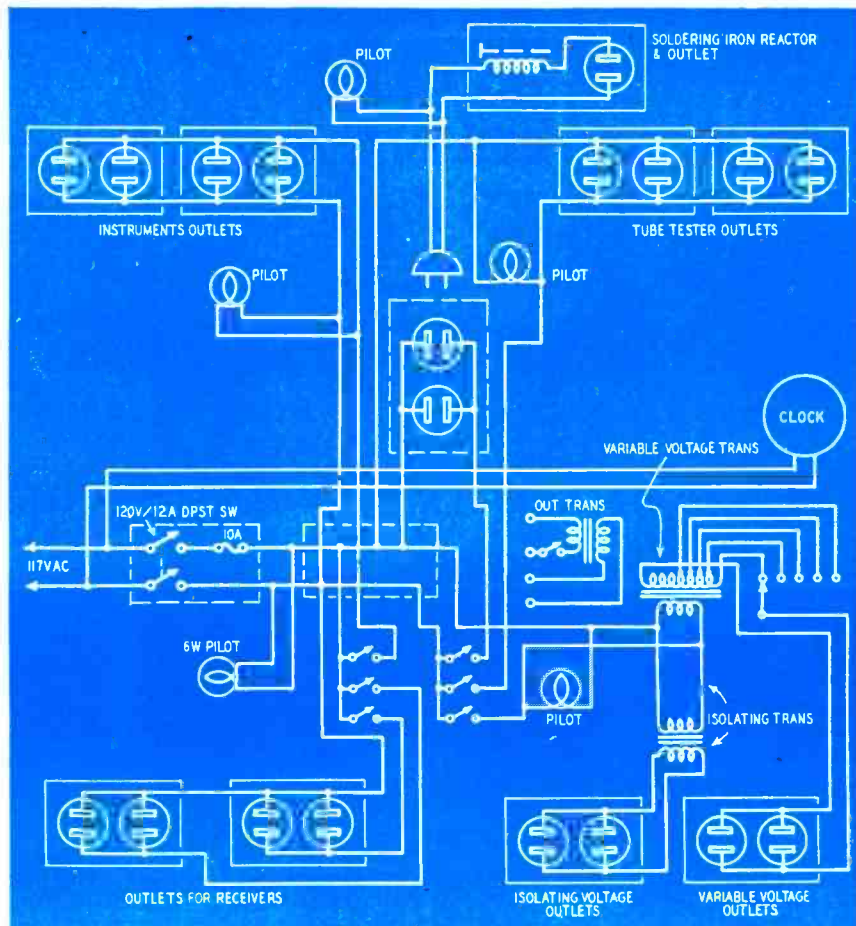 SOLDERING IRON REACTOR
& OUTLET
PILOT
INSTRUMENTS OUTLETS
TUBE TESTER OUTLETS
PILOT
PILOT
CLOCK
VARIABLE VOLTAGE TRANS
120V/12A DPST SW
10A
OUT TRANS
117VAC
6W PILOT
PILOT
ISOLATING TRANS
OUTLETS FOR RECEIVERS
ISOLATING VOLTAGE
OUTLETS
VARIABLE VOLTAGE
OUTLETS